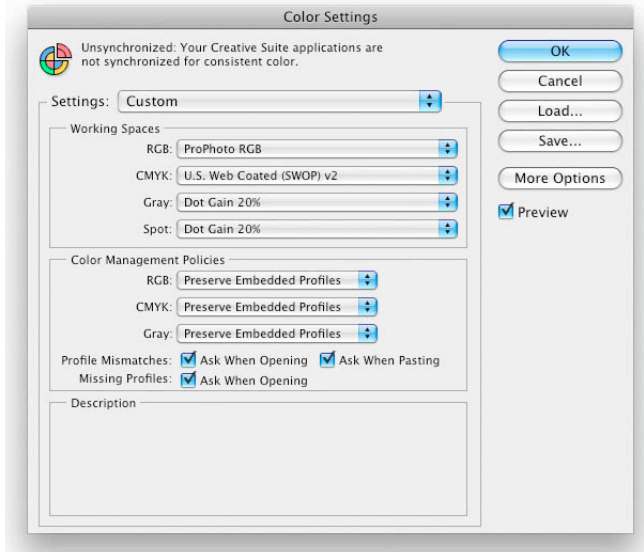 Color Settings
Unsynchronized: Your Creative Suite applications are
not synchronized for consistent color.
OK
Cancel
Load...
Save...
More Options
Preview
Settings: Custom
Working Spaces
RGB: ProPhoto RGB
CMYK: U.S. Web Coated (SWOP) v2
Gray: Dot Gain 20%
Spot: Dot Gain 20%
Color Management Policies
RGB: Preserve Embedded Profiles
CMYK: Preserve Embedded Profiles
Gray: Preserve Embedded Profiles
Profile Mismatches: Ask When Opening Ask When Pasting
Missing Profiles: Ask When Opening
Description